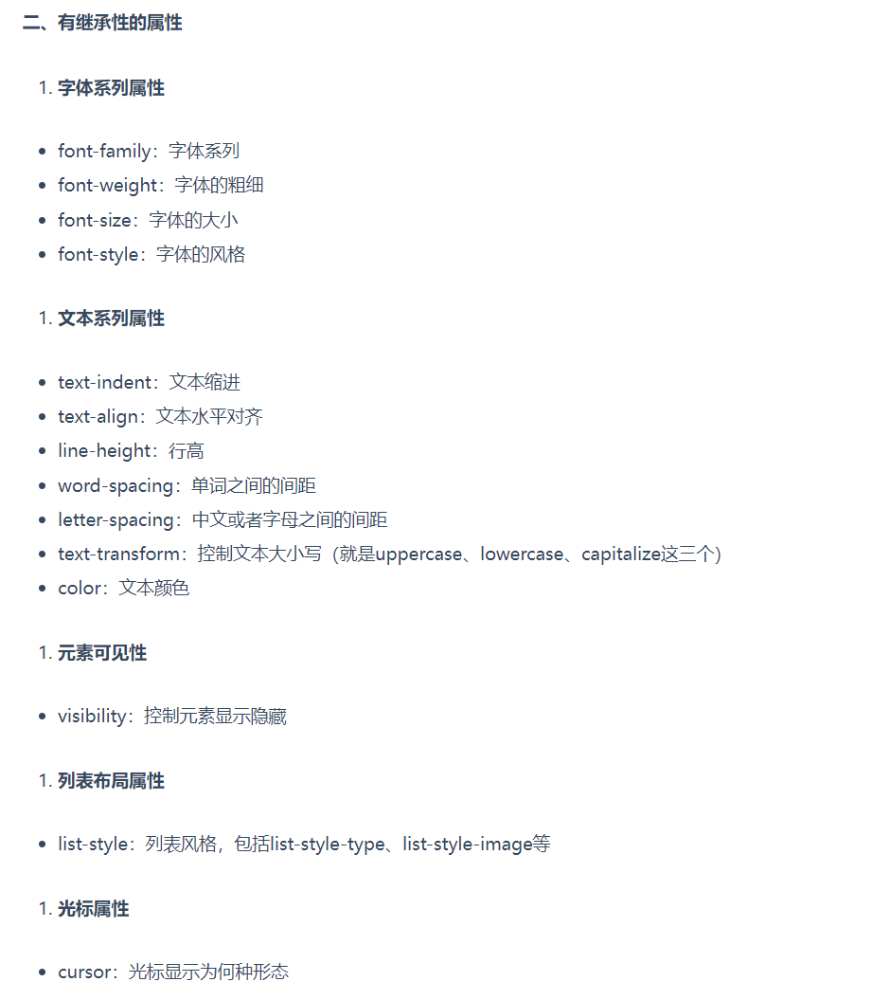 二、有继承性的属性
1. 字体系列属性
• font-family：字体系列
• font-weight：字体的粗细
• font-size：字体的大小
• font-style：字体的风格
1. 文本系列属性
• text-indent：文本缩进
• text-align：文本水平对齐
• line-height：行高
• word-spacing：单词之间的间距
• letter-spacing：中文或者字母之间的间距
• text-transform：控制文本大小写（就是uppercase、lowercase、capitalize这三个）
• color：文本颜色
1. 元素可见性
• visibility：控制元素显示隐藏
1. 列表布局属性
• list-style：列表风格，包括list-style-type、list-style-image等
1. 光标属性
• cursor：光标显示为何种形态